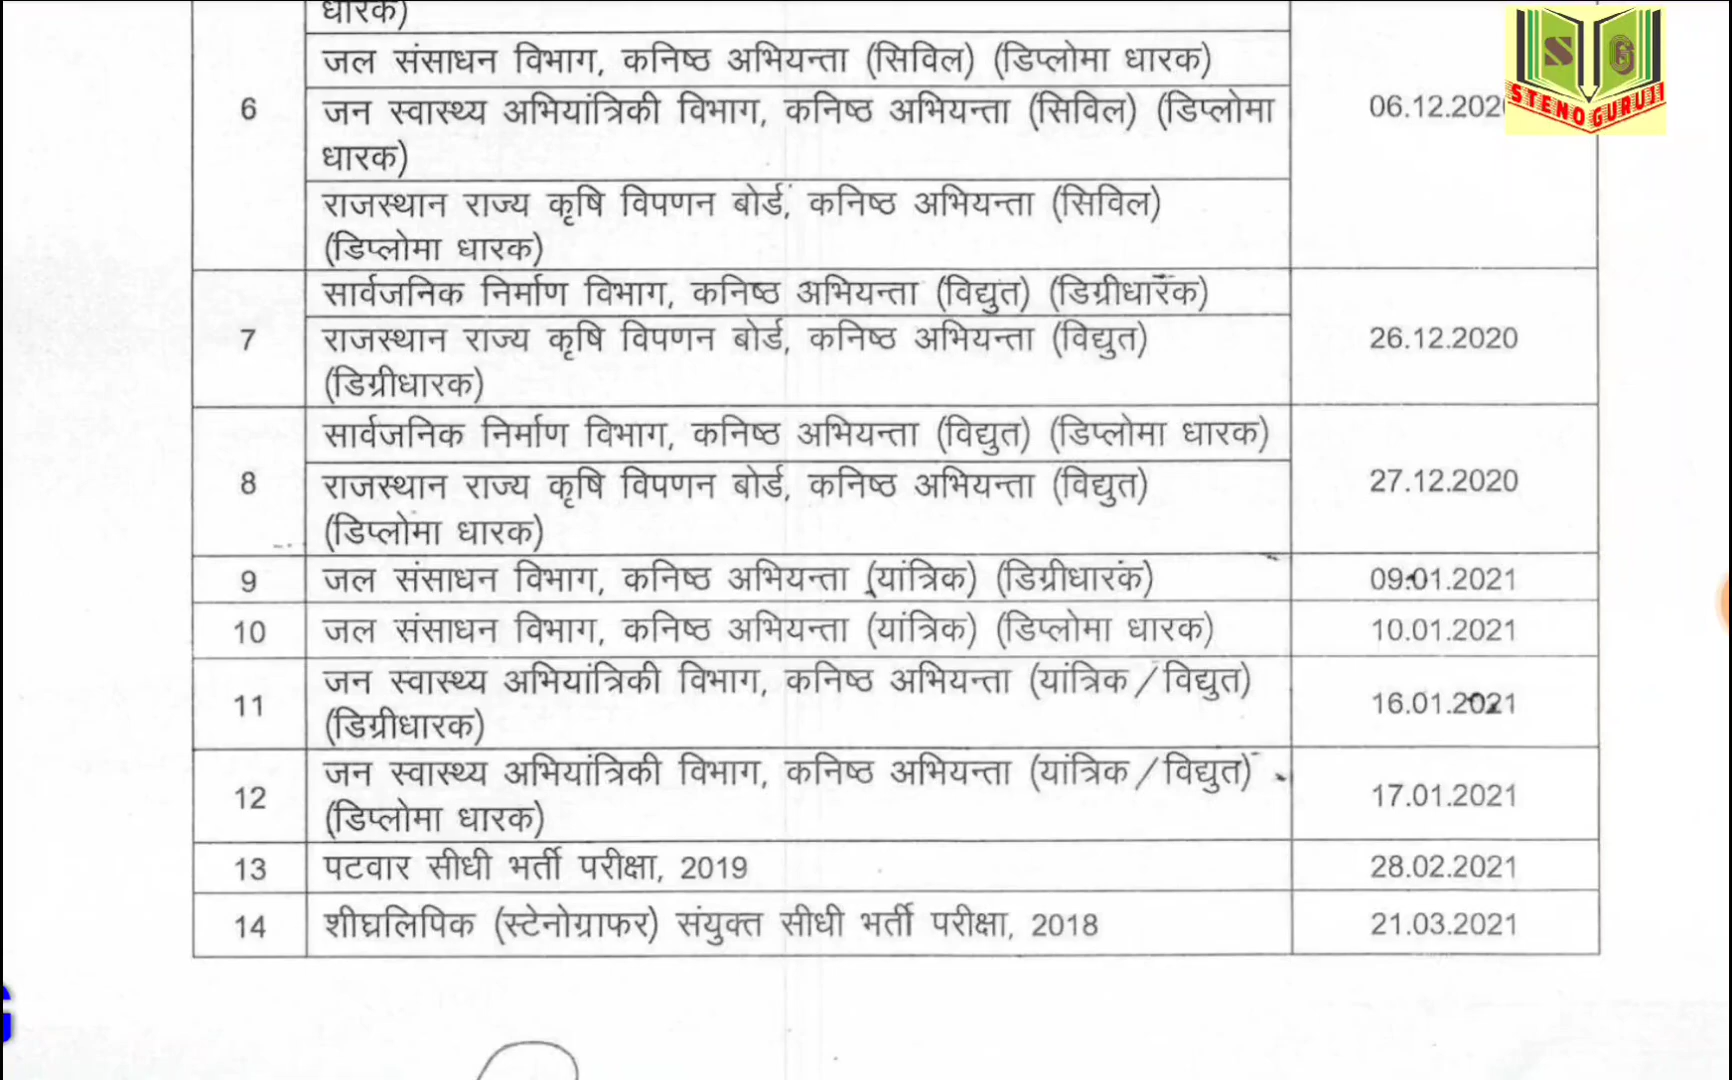 धारक)
जल संसाधन विभाग, कनिष्ठ अभियन्ता (सिविल) (डिप्लोमा धारक)
6
जन स्वास्थ्य अभियांत्रिकी विभाग, कनिष्ठ अभियन्ता (सिविल) (डिप्लोमा
धारक)
06.12.202
राजस्थान राज्य कृषि विपणन बोर्ड, कनिष्ठ अभियन्ता (सिविल)
(डिप्लोमा धारक)
S G
STENO GURUJI
सार्वजनिक निर्माण विभाग, कनिष्ठ अभियन्ता (विद्युत) (डिग्रीधारक)
7
राजस्थान राज्य कृषि विपणन बोर्ड, कनिष्ठ अभियन्ता (विद्युत)
(डिग्रीधारक)
26.12.2020
सार्वजनिक निर्माण विभाग, कनिष्ठ अभियन्ता (विद्युत) (डिप्लोमा धारक)
8
राजस्थान राज्य कृषि विपणन बोर्ड, कनिष्ठ अभियन्ता (विद्युत)
(डिप्लोमा धारक)
27.12.2020
9 जल संसाधन विभाग, कनिष्ठ अभियन्ता (यांत्रिक) (डिग्रीधारक) 09.01.2021
10 जल संसाधन विभाग, कनिष्ठ अभियन्ता (यांत्रिक) (डिप्लोमा धारक) 10.01.2021
11 जन स्वास्थ्य अभियांत्रिकी विभाग, कनिष्ठ अभियन्ता (यांत्रिक/विद्युत)
(डिग्रीधारक)
16.01.2021
12 जन स्वास्थ्य अभियांत्रिकी विभाग, कनिष्ठ अभियन्ता (यांत्रिक/विद्युत)
(डिप्लोमा धारक)
17.01.2021
13 पटवार सीधी भर्ती परीक्षा, 2019 28.02.2021
14 शीघ्रलिपिक (स्टेनोग्राफर) संयुक्त सीधी भर्ती परीक्षा, 2018 21.03.2021